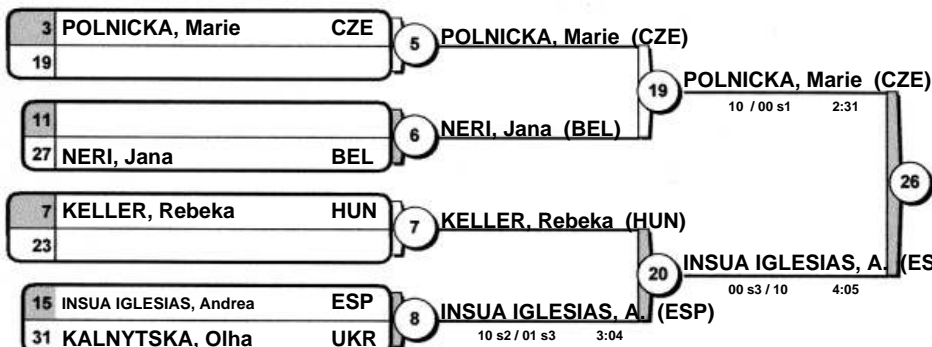 3 POLNICKA, Marie CZE
19
5
POLNICKA, Marie (CZE)
11
27 NERI, Jana BEL
6
NERI, Jana (BEL)
19
POLNICKA, Marie (CZE)
10 / 00 s1 2:31
7 KELLER, Rebeka HUN
23
7
KELLER, Rebeka (HUN)
15 INSUA IGLESIAS, Andrea ESP
31 KALNYTSKA, Olha UKR
8
INSUA IGLESIAS, A. (ESP)
10 s2 / 01 s3 3:04
20
INSUA IGLESIAS, A. (ES
00 s3 / 10 4:05
26